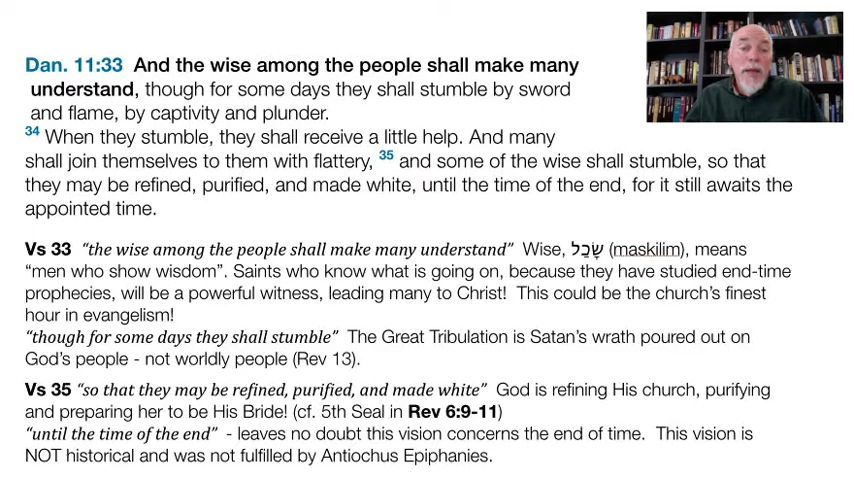 Dan. 11:33 And the wise among the people shall make many
understand, though for some days they shall stumble by sword
and flame, by captivity and plunder.
34 When they stumble, they shall receive a little help. And many
shall join themselves to them with flattery, 35 and some of the wise shall stumble, so that
they may be refined, purified, and made white, until the time of the end, for it still awaits the
appointed time.
Vs 33 “the wise among the people shall make many understand” Wise, שָׂכַל (maskilim), means
“men who show wisdom”. Saints who know what is going on, because they have studied end-time
prophecies, will be a powerful witness, leading many to Christ! This could be the church’s finest
hour in evangelism!
“though for some days they shall stumble” The Great Tribulation is Satan’s wrath poured out on
God’s people - not worldly people (Rev 13).
Vs 35 “so that they may be refined, purified, and made white” God is refining His church, purifying
and preparing her to be His Bride! (cf. 5th Seal in Rev 6:9-11)
“until the time of the end” - leaves no doubt this vision concerns the end of time. This vision is
NOT historical and was not fulfilled by Antiochus Epiphanies.